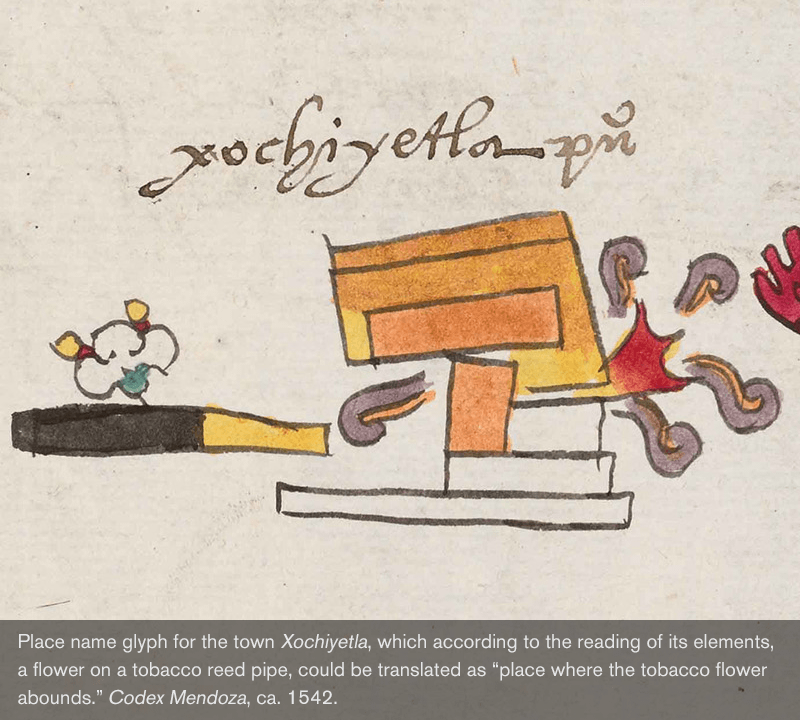 xochiyetla pũ
Place name glyph for the town Xochiyetla, which according to the reading of its elements,
a flower on a tobacco reed pipe, could be translated as “place where the tobacco flower
abounds.” Codex Mendoza, ca. 1542.